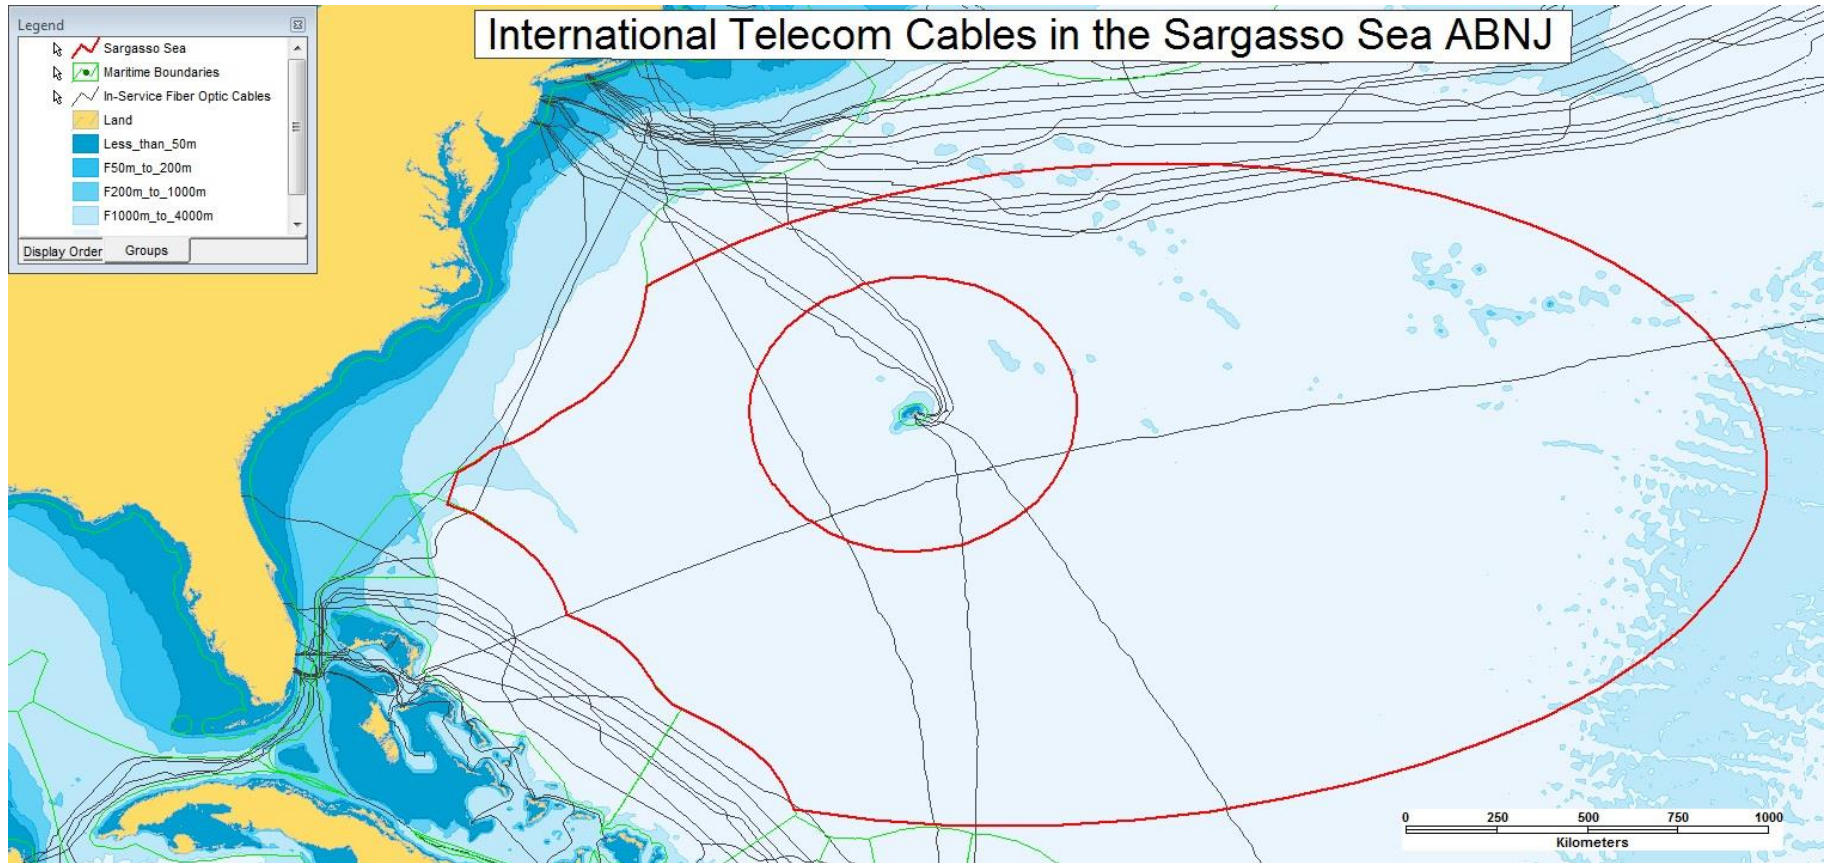 International Telecom Cables in the Sargasso Sea ABNJ
Legend
Sargasso Sea
Maritime Boundaries
In-Service Fiber Optic Cables
Land
Less_than_50m
F50m_to_200m
F200m_to_1000m
F1000m_to_4000m
Display Order
Groups
0 250 500 750 1000
Kilometers